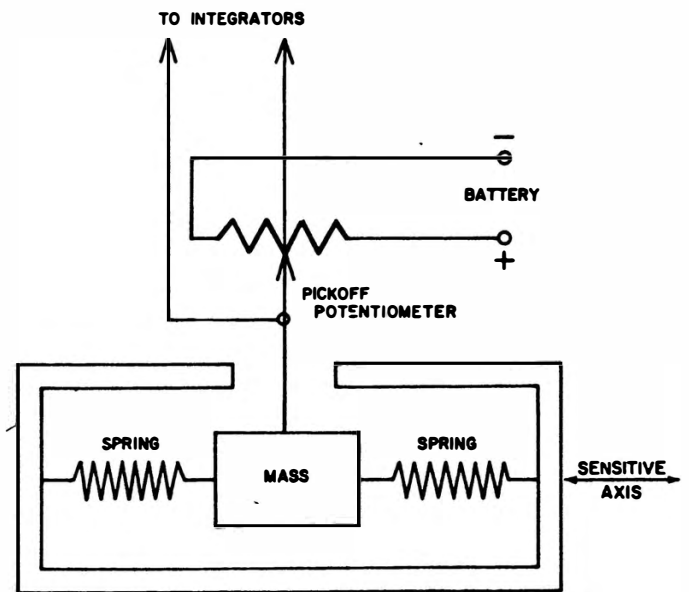 TO INTEGRATORS
−
BATTERY
+
PICKOFF
POTENTIOMETER
SPRING
MASS
SPRING
SENSITIVE
AXIS